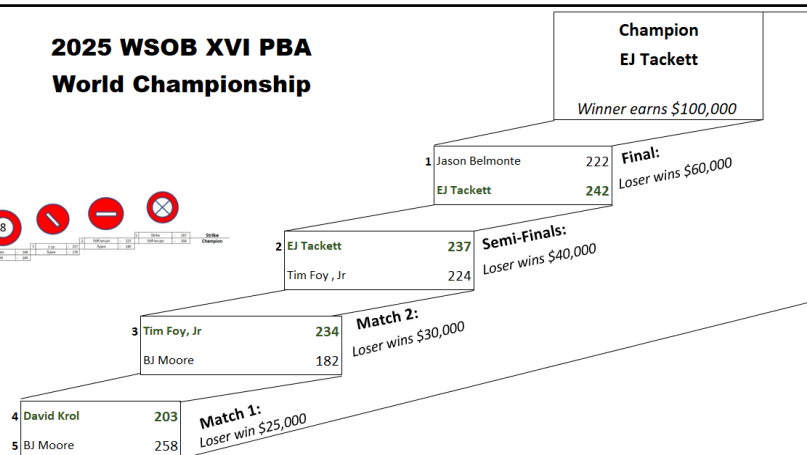 2025 WSOB XVI PBA
World Championship
Champion
EJ Tackett
Winner earns $100,000
1 Jason Belmonte 222
EJ Tackett 242
Final:
Loser wins $60,000
2 EJ Tackett 237
Tim Foy , Jr 224
Semi-Finals:
Loser wins $40,000
3 Tim Foy, Jr 234
BJ Moore 182
Match 2:
Loser wins $30,000
4 David Krol 203
5 BJ Moore 258
Match 1:
Loser win $25,000
8
Strike
Champion